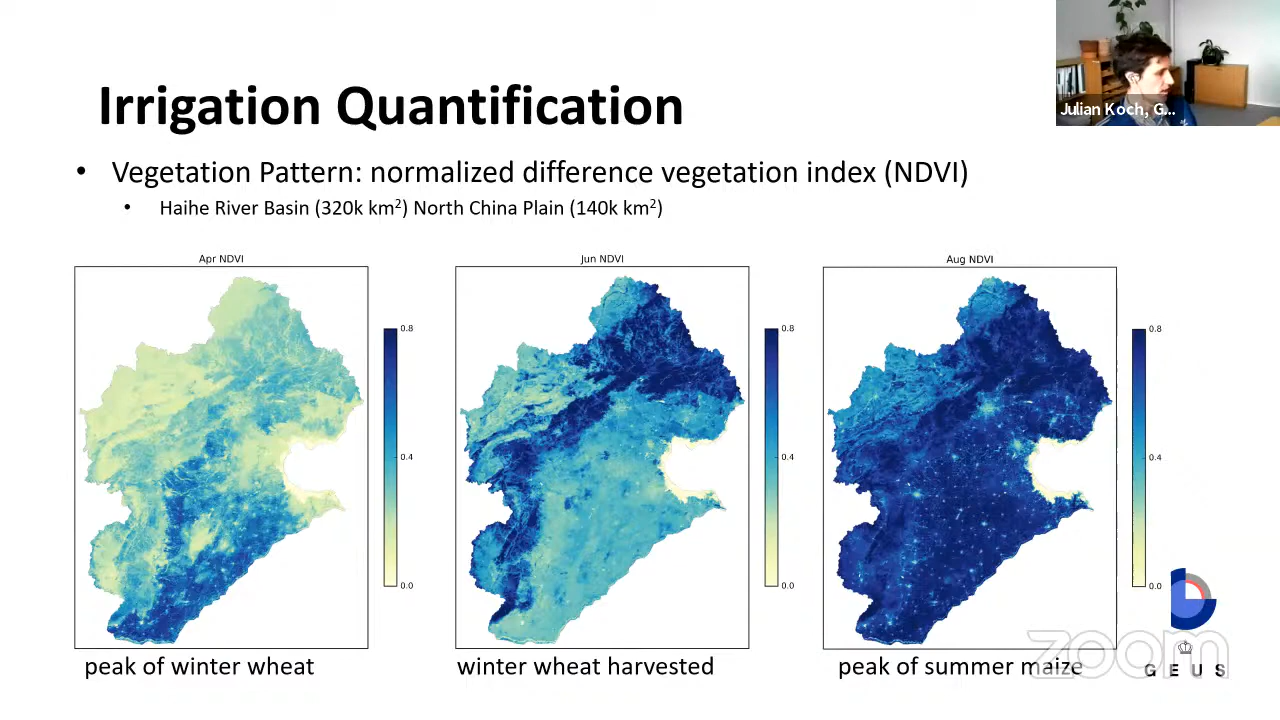 Julian Koch, G...
Irrigation Quantification
• Vegetation Pattern: normalized difference vegetation index (NDVI)
• Haihe River Basin (320k km²) North China Plain (140k km²)
Apr NDVI
Jun NDVI
Aug NDVI
0.8
0.4
0.0
0.8
0.4
0.0
0.8
0.4
0.0
peak of winter wheat
winter wheat harvested
peak of summer maize
zoom
G E U S